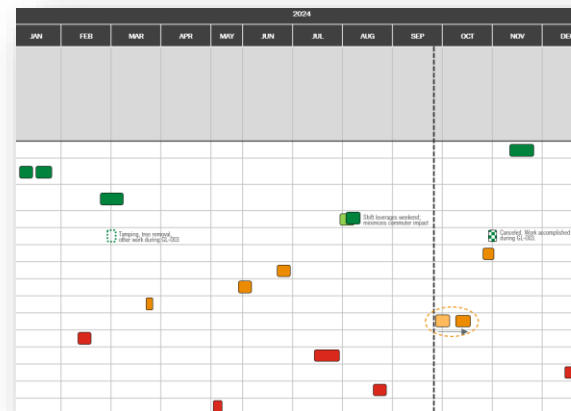 2024
JAN FEB MAR APR MAY JUN JUL AUG SEP OCT NOV DEC
Shift leverages weekend,
minimizes commuter impact
Tamping, tree removal,
other work during GL-003
Canceled. Work accomplished
during GL-003.